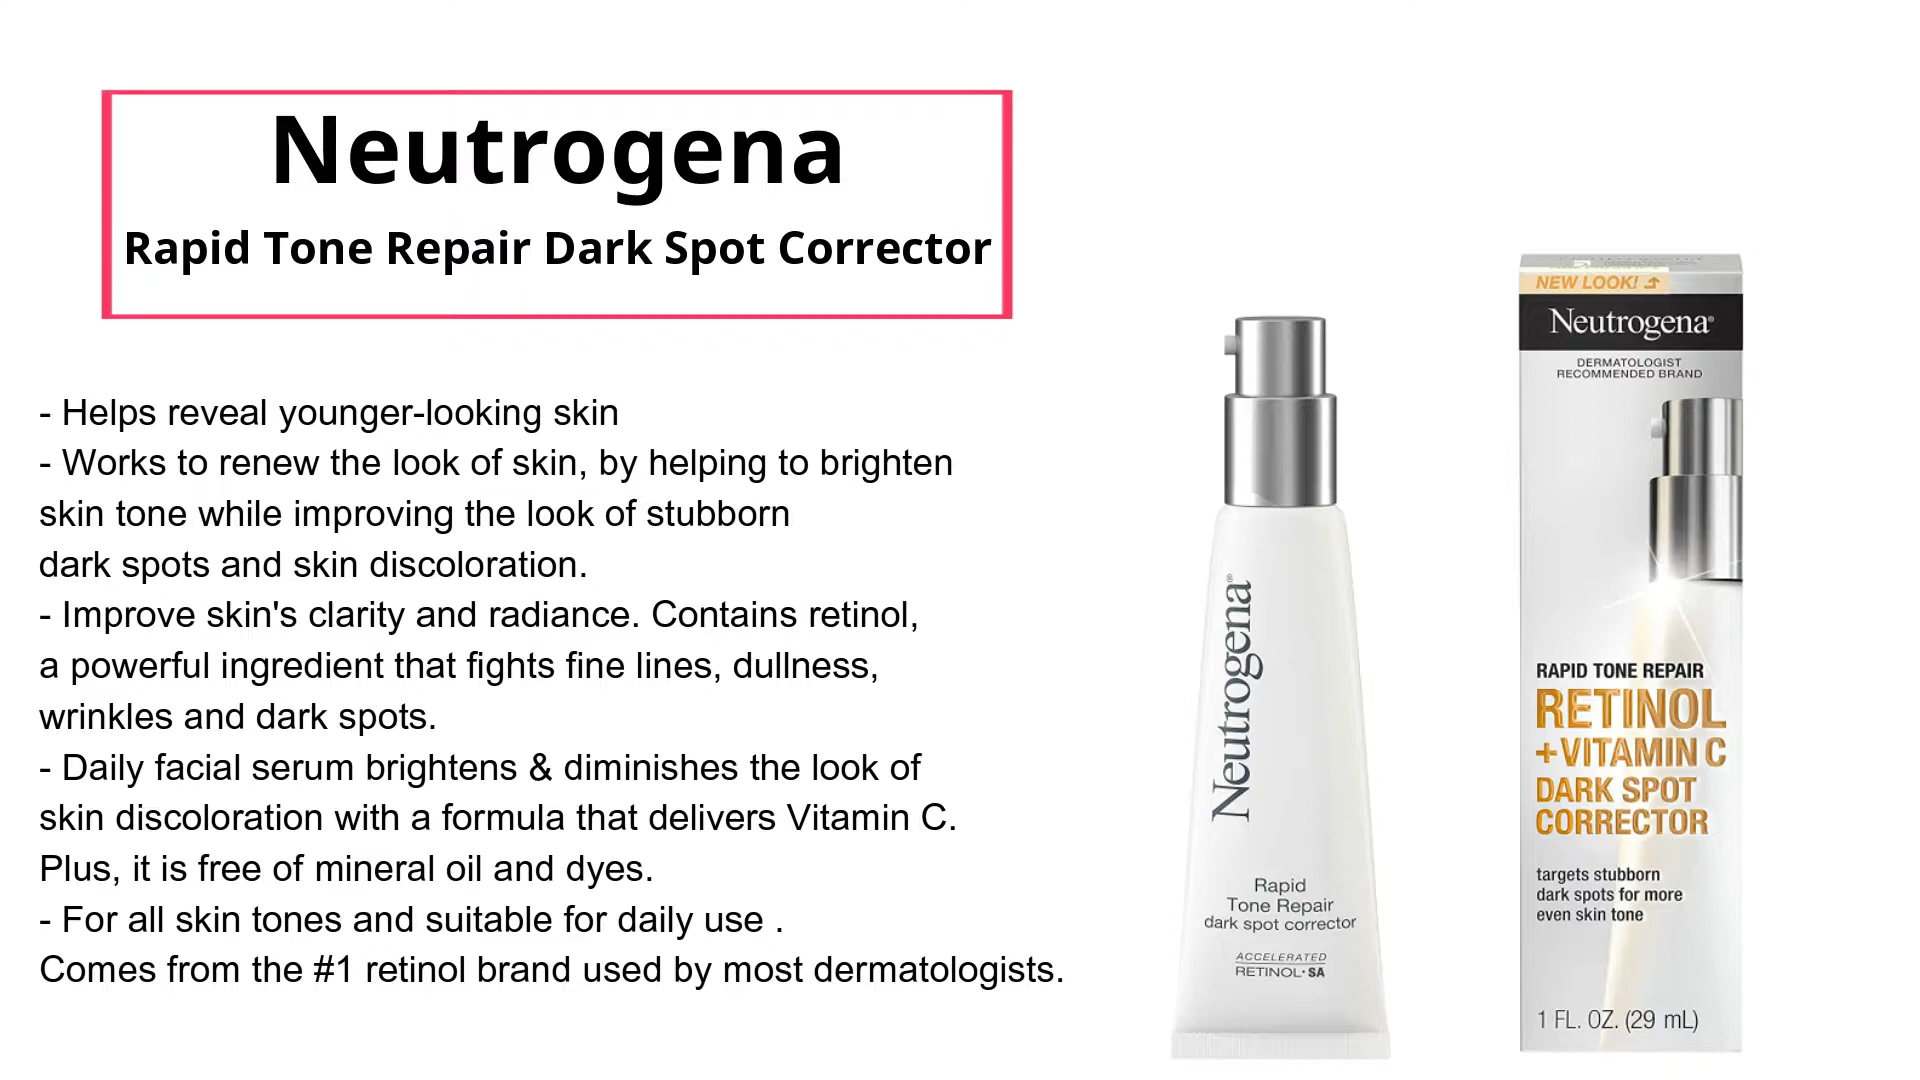 Neutrogena
Rapid Tone Repair Dark Spot Corrector
- Helps reveal younger-looking skin
- Works to renew the look of skin, by helping to brighten
skin tone while improving the look of stubborn
dark spots and skin discoloration.
- Improve skin's clarity and radiance. Contains retinol,
a powerful ingredient that fights fine lines, dullness,
wrinkles and dark spots.
- Daily facial serum brightens & diminishes the look of
skin discoloration with a formula that delivers Vitamin C.
Plus, it is free of mineral oil and dyes.
- For all skin tones and suitable for daily use .
Comes from the #1 retinol brand used by most dermatologists.
Neutrogena®
Rapid
Tone Repair
dark spot corrector
ACCELERATED
RETINOL•SA
NEW LOOK!
Neutrogena®
DERMATOLOGIST
RECOMMENDED BRAND
RAPID TONE REPAIR
RETINOL
+VITAMIN C
DARK SPOT
CORRECTOR
targets stubborn
dark spots for more
even skin tone
1 FL. OZ. (29 mL)